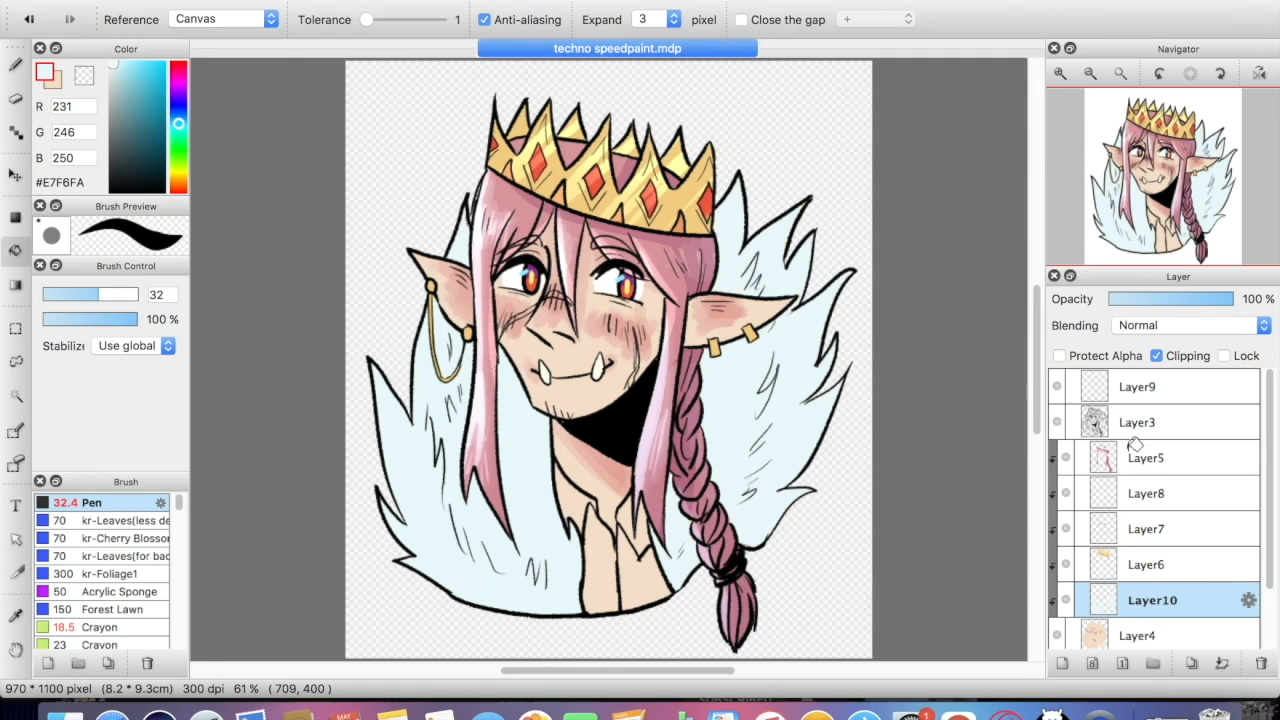 Reference Canvas Tolerance 1 Anti-aliasing Expand 3 pixel Close the gap +
Color
techno speedpaint.mdp
Navigator
R 231
G 246
B 250
#E7F6FA
Brush Preview
Brush Control
32
100 %
Stabilize Use global
Brush
32.4 Pen
70 kr-Leaves(less de
70 kr-Cherry Blossor
70 kr-Leaves(for bac
300 kr-Foliage1
50 Acrylic Sponge
150 Forest Lawn
18.5 Crayon
23 Crayon
Layer
Opacity 100 %
Blending Normal
Protect Alpha Clipping Lock
Layer9
Layer3
Layer5
Layer8
Layer7
Layer6
Layer10
Layer4
970 * 1100 pixel (8.2 * 9.3cm) 300 dpi 61 % ( 709, 400 )
MAY
1